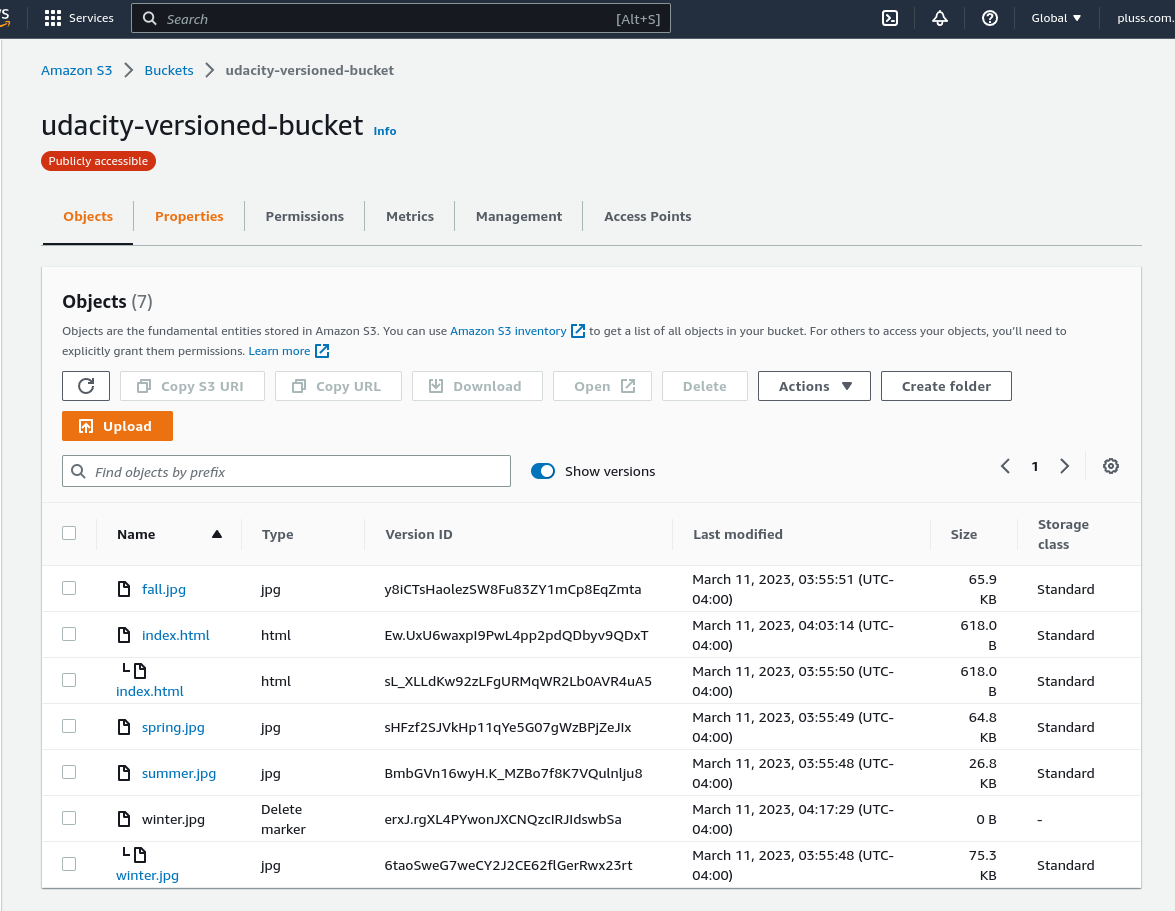 Services
Search [Alt+S]
Global
pluss.com.
Amazon S3 Buckets udacity-versioned-bucket
udacity-versioned-bucket Info
Publicly accessible
Objects Properties Permissions Metrics Management Access Points
Objects (7)
Objects are the fundamental entities stored in Amazon S3. You can use Amazon S3 inventory to get a list of all objects in your bucket. For others to access your objects, you'll need to
explicitly grant them permissions. Learn more
Copy S3 URI Copy URL Download Open Delete Actions Create folder
Upload
Find objects by prefix Show versions 1
Name Type Version ID Last modified Size Storage
class
fall.jpg jpg y8iCTsHaolezSW8Fu83ZY1mCp8EqZmta March 11, 2023, 03:55:51 (UTC- 65.9 Standard
04:00) KB
index.html html Ew.UxU6waxpI9PwL4pp2pdQDbyv9QDxT March 11, 2023, 04:03:14 (UTC- 618.0 Standard
04:00) B
index.html html sL_XLLdKw92zLFgURMqWR2Lb0AVR4uA5 March 11, 2023, 03:55:50 (UTC- 618.0 Standard
04:00) B
spring.jpg jpg sHFzf2SJVkHp11qYe5G07gWzBPjZeJIx March 11, 2023, 03:55:49 (UTC- 64.8 Standard
04:00) KB
summer.jpg jpg BmbGVn16wyH.K_MZBo7f8K7VQulnlju8 March 11, 2023, 03:55:48 (UTC- 26.8 Standard
04:00) KB
winter.jpg Delete erxJ.rgXL4PYwonJXCNQzcIRJIdswbSa March 11, 2023, 04:17:29 (UTC- 0 B -
marker 04:00)
winter.jpg jpg 6taoSweG7weCY2J2CE62flGerRwx23rt March 11, 2023, 03:55:48 (UTC- 75.3 Standard
04:00) KB